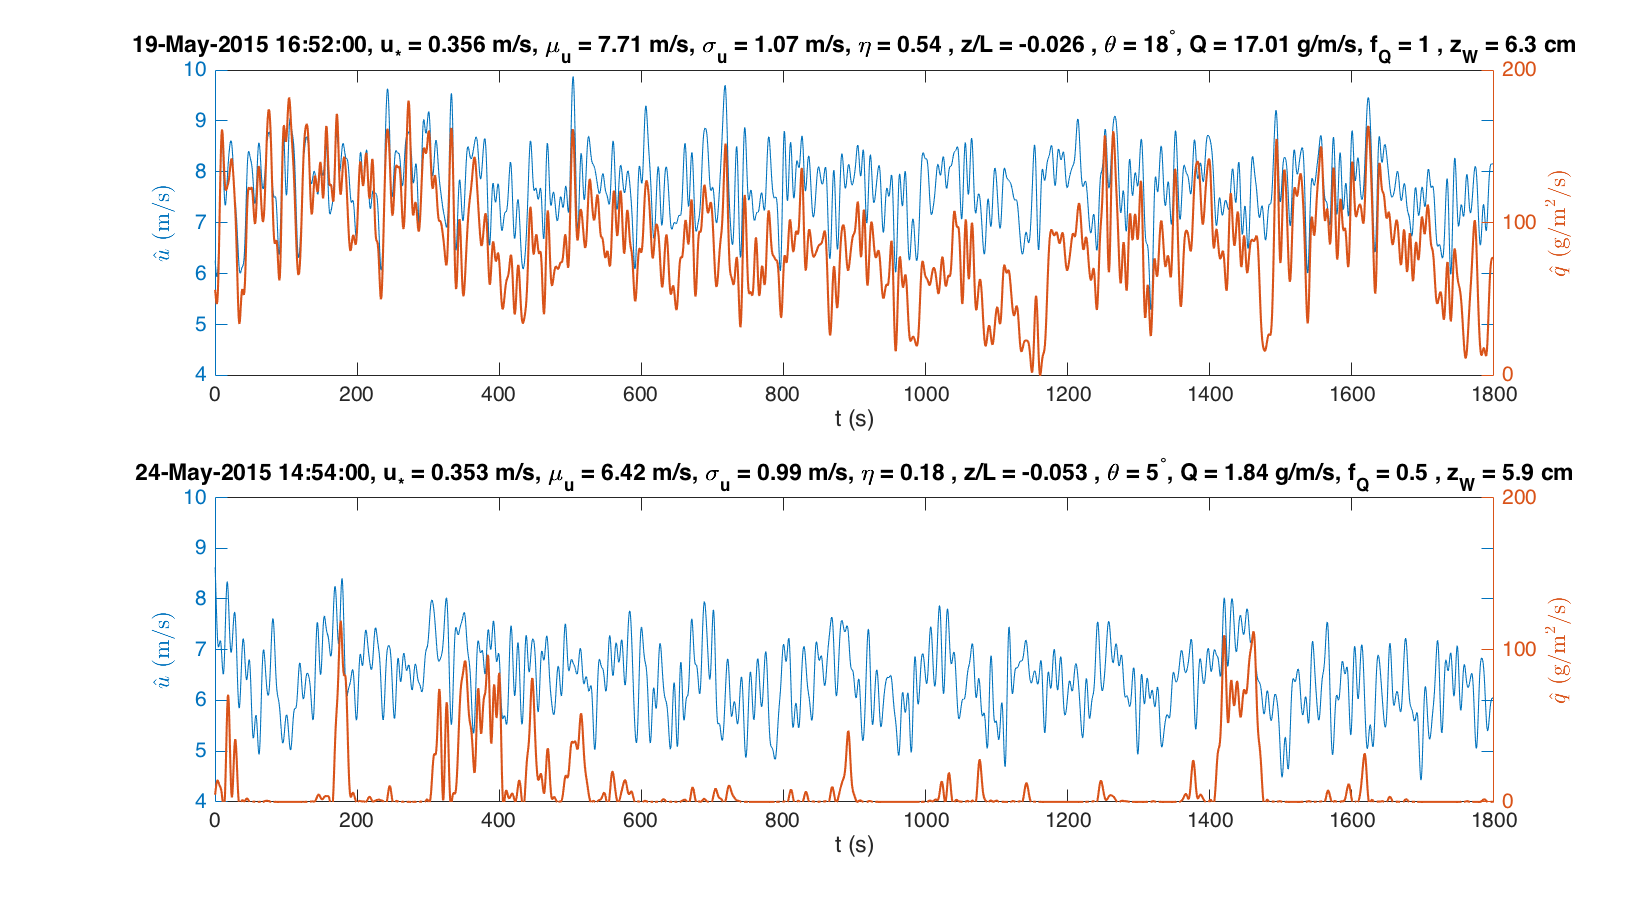 19-May-2015 16:52:00, u* = 0.356 m/s, μu = 7.71 m/s, σu = 1.07 m/s, η = 0.54 , z/L = -0.026 , θ = 18°, Q = 17.01 g/m/s, fQ = 1 , zW = 6.3 cm
10 200
9
8
7 100
6
5
4 0
û (m/s)
q̂ (g/m²/s)
0 200 400 600 800 1000 1200 1400 1600 1800
t (s)
24-May-2015 14:54:00, u* = 0.353 m/s, μu = 6.42 m/s, σu = 0.99 m/s, η = 0.18 , z/L = -0.053 , θ = 5°, Q = 1.84 g/m/s, fQ = 0.5 , zW = 5.9 cm
10 200
9
8
7 100
6
5
4 0
û (m/s)
q̂ (g/m²/s)
0 200 400 600 800 1000 1200 1400 1600 1800
t (s)